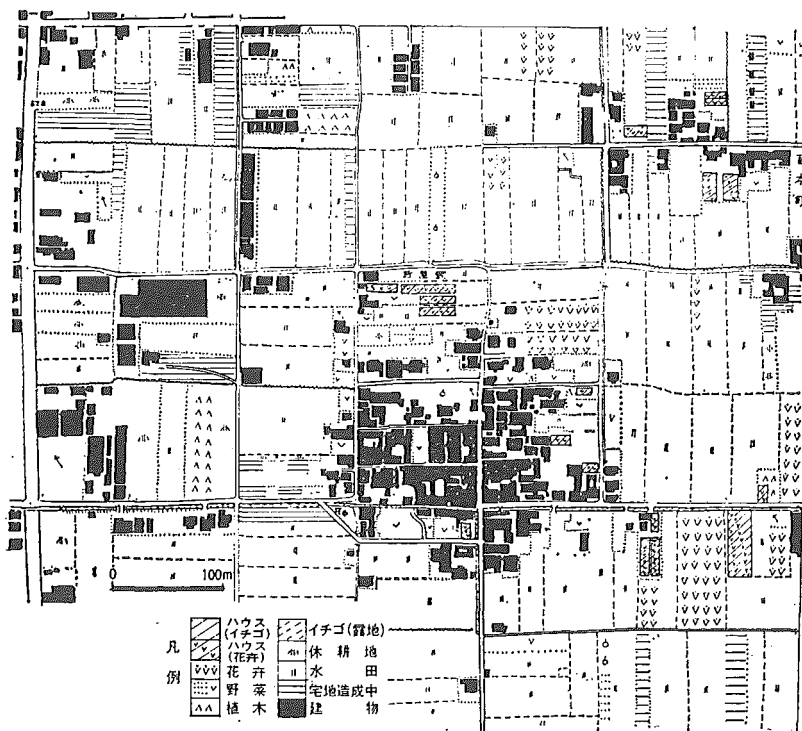 0 100m
凡例
ハウス
(イチゴ)
ハウス
(花卉)
花卉
野菜
植木
イチゴ(露地)
休耕地
水田
宅地造成中
建物